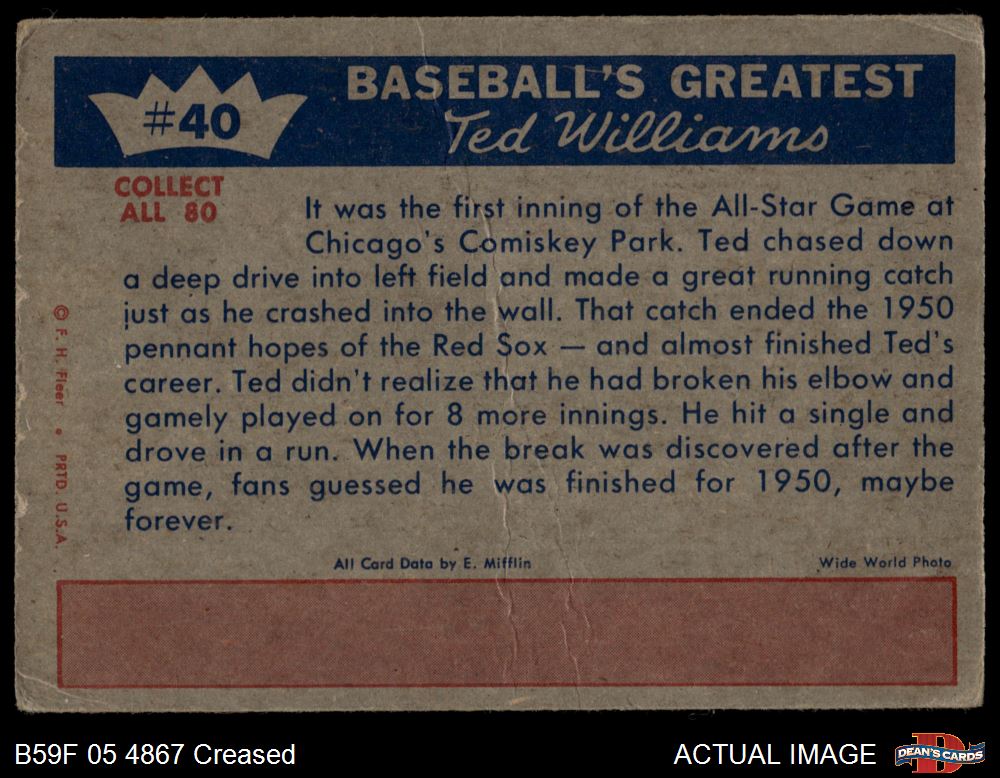 #40
BASEBALL'S GREATEST
Ted Williams
COLLECT
ALL 80
It was the first inning of the All-Star Game at
Chicago's Comiskey Park. Ted chased down
a deep drive into left field and made a great running catch
just as he crashed into the wall. That catch ended the 1950
pennant hopes of the Red Sox — and almost finished Ted's
career. Ted didn't realize that he had broken his elbow and
gamely played on for 8 more innings. He hit a single and
drove in a run. When the break was discovered after the
game, fans guessed he was finished for 1950, maybe
forever.
© F. H. Fleer • PRTD. U.S.A.
All Card Data by E. Mifflin
Wide World Photo
B59F 05 4867 Creased
ACTUAL IMAGE
DEAN'S CARDS